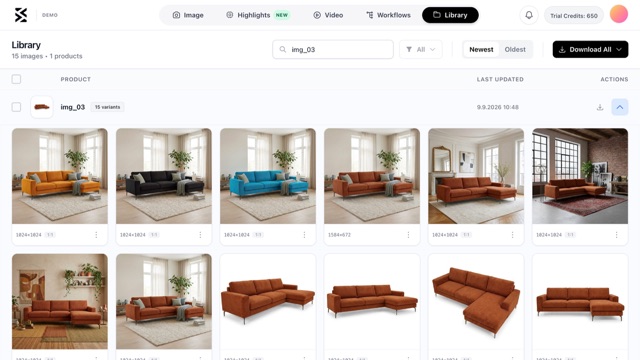 DEMO
Image
Highlights NEW
Video
Workflows
Library
Trial Credits: 650
Library
15 images • 1 products
img_03
All
Newest
Oldest
Download All
PRODUCT
LAST UPDATED
ACTIONS
img_03
15 variants
9.9.2026 10:48
1024×1024 1:1
1024×1024 1:1
1024×1024 1:1
1584×672
1024×1024 1:1
1024×1024 1:1